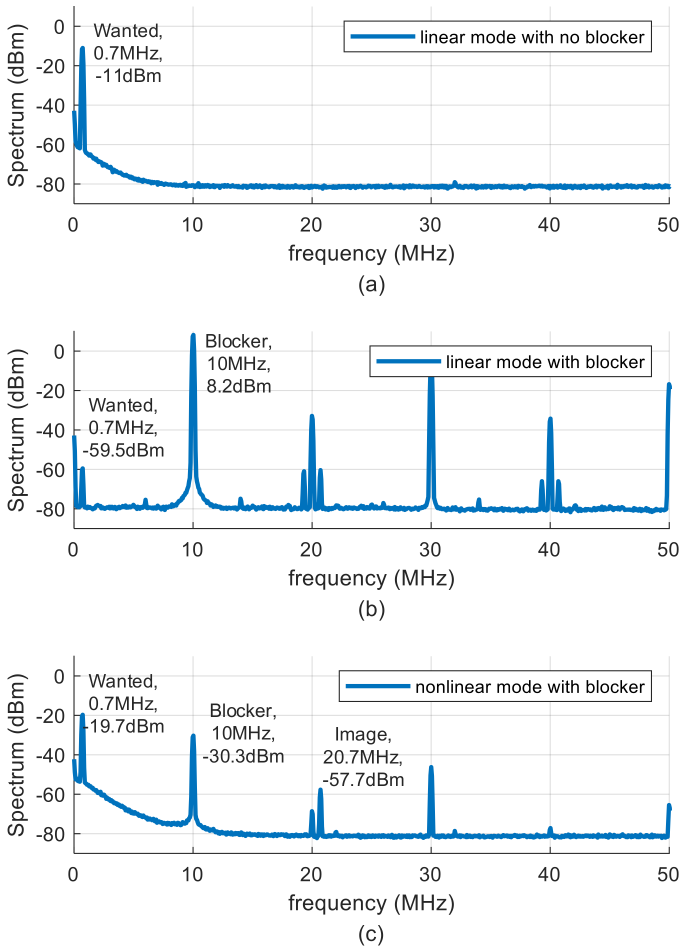 Spectrum (dBm)
0
-20
-40
-60
-80
Wanted,
0.7MHz,
-11dBm
linear mode with no blocker
0 10 20 30 40 50
frequency (MHz)
(a)
Spectrum (dBm)
0
-20
-40
-60
-80
Wanted,
0.7MHz,
-59.5dBm
Blocker,
10MHz,
8.2dBm
linear mode with blocker
0 10 20 30 40 50
frequency (MHz)
(b)
Spectrum (dBm)
0
-20
-40
-60
-80
Wanted,
0.7MHz,
-19.7dBm
Blocker,
10MHz,
-30.3dBm
Image,
20.7MHz,
-57.7dBm
nonlinear mode with blocker
0 10 20 30 40 50
frequency (MHz)
(c)